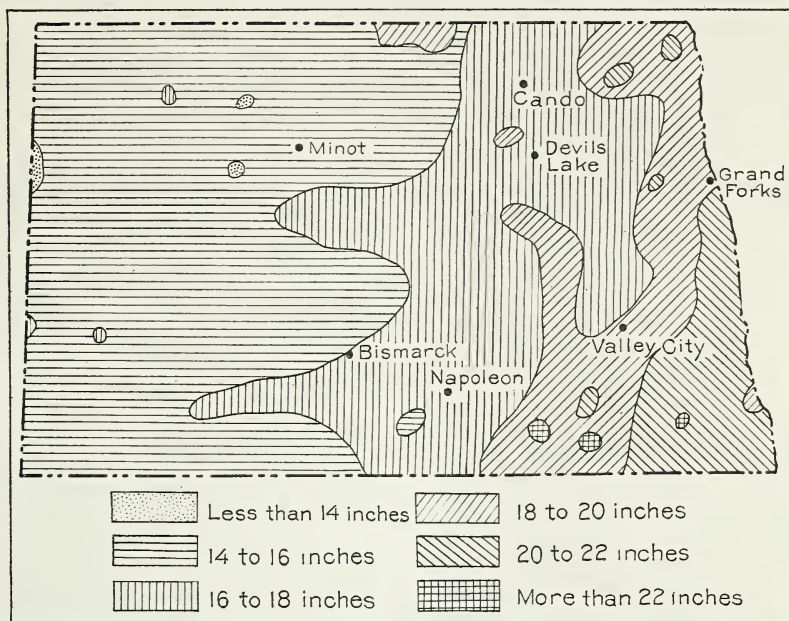 Cando
Minot
Devils
Lake
Grand
Forks
Valley City
Bismarck
Napoleon
Less than 14 inches
18 to 20 inches
14 to 16 inches
20 to 22 inches
16 to 18 inches
More than 22 inches